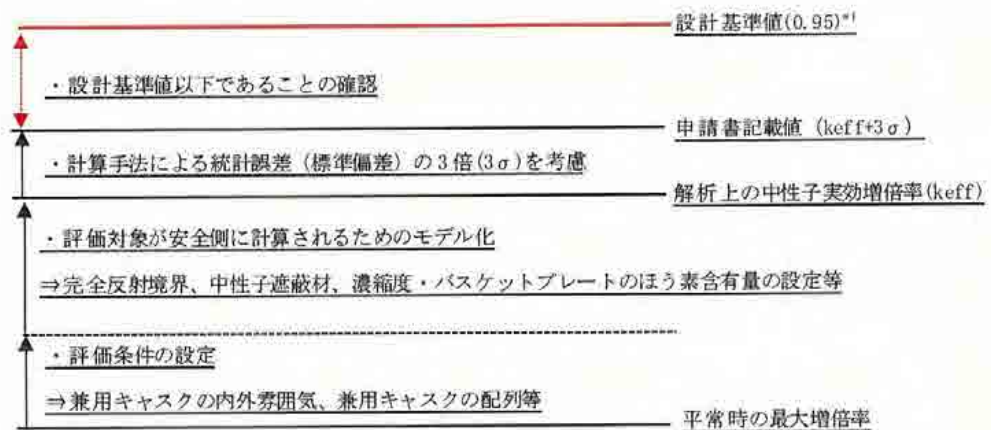 設計基準値(0.95)*1
・設計基準値以下であることの確認
申請書記載値 (keff+3σ)
・計算手法による統計誤差（標準偏差）の3倍(3σ)を考慮
解析上の中性子実効増倍率(keff)
・評価対象が安全側に計算されるためのモデル化
⇒完全反射境界、中性子遮蔽材、濃縮度・バスケットプレートのほう素含有量の設定等
・評価条件の設定
⇒兼用キャスクの内外雰囲気、兼用キャスクの配列等
平常時の最大増倍率